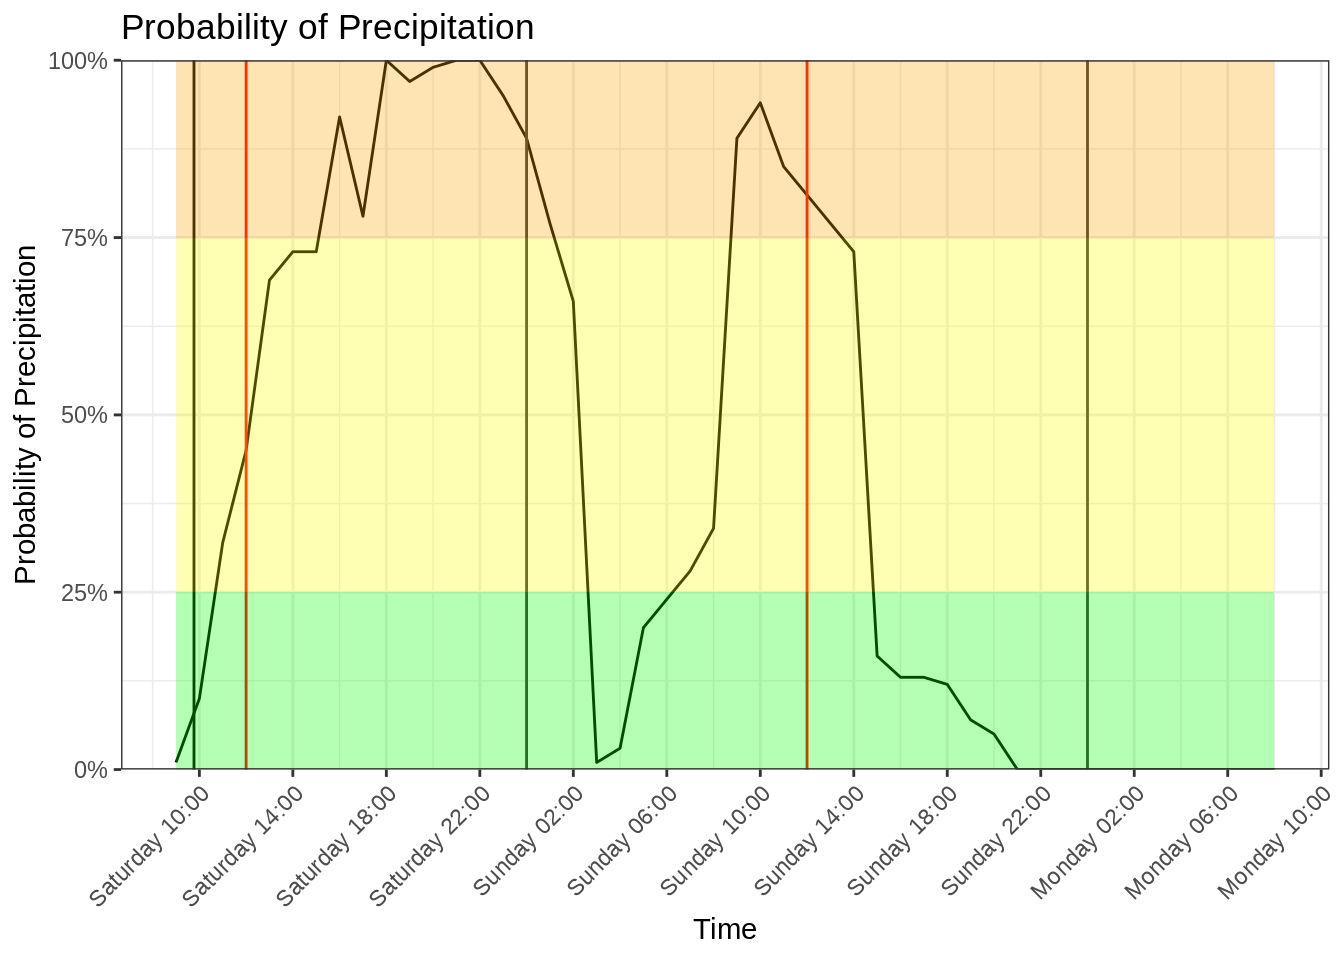 Probability of Precipitation
Probability of Precipitation
100%
75%
50%
25%
0%
Saturday 10:00
Saturday 14:00
Saturday 18:00
Saturday 22:00
Sunday 02:00
Sunday 06:00
Sunday 10:00
Sunday 14:00
Sunday 18:00
Sunday 22:00
Monday 02:00
Monday 06:00
Monday 10:00
Time